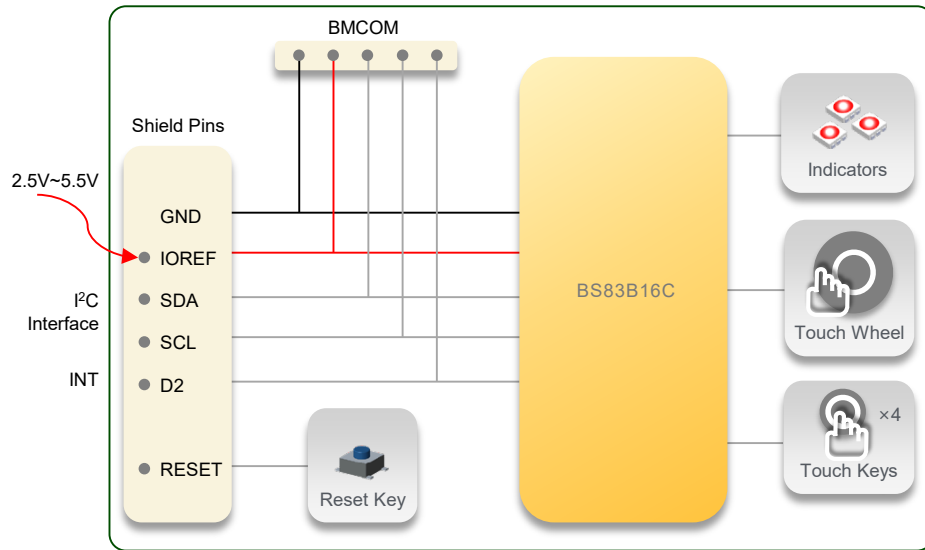 BMCOM
Shield Pins
2.5V~5.5V
GND
IOREF
I²C
Interface
SDA
SCL
INT
D2
RESET
Reset Key
BS83B16C
Indicators
Touch Wheel
×4
Touch Keys